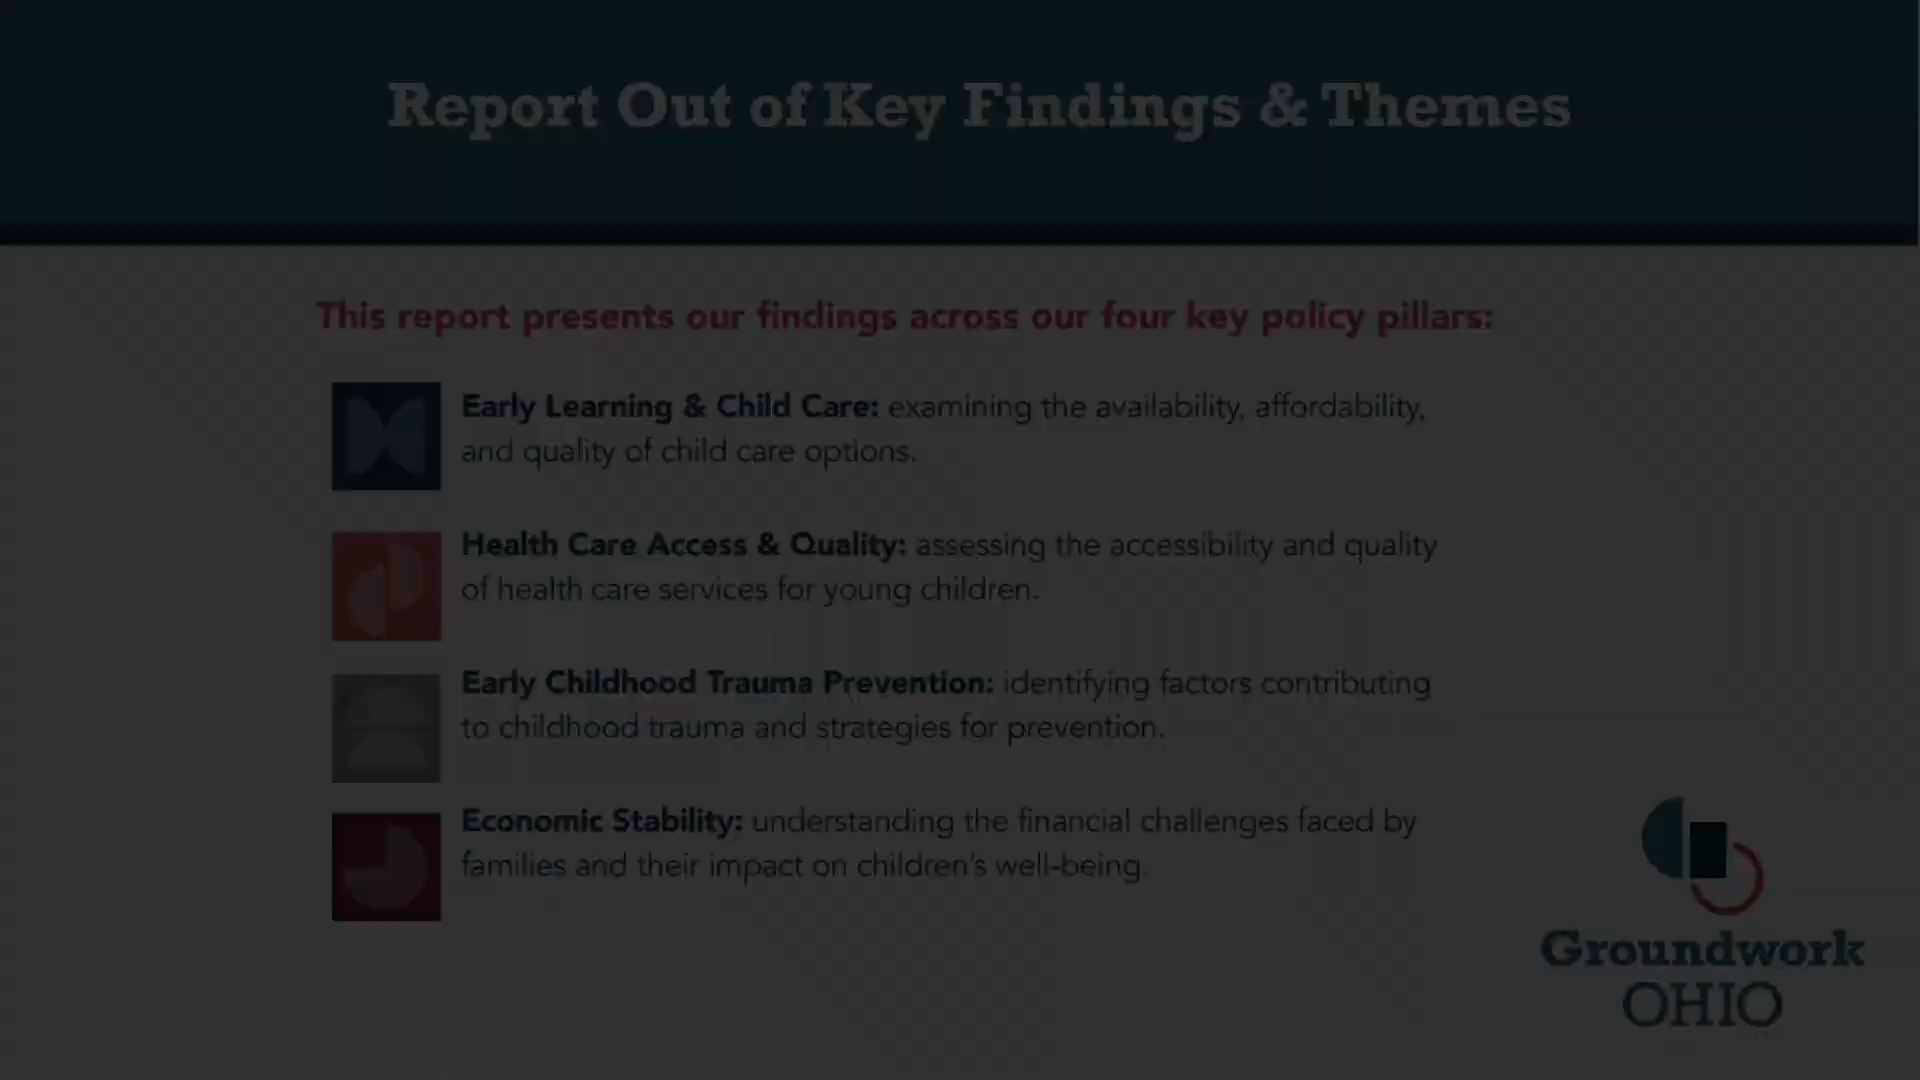 Report Out of Key Findings & Themes
This report presents our findings across our four key policy pillars:
Early Learning & Child Care: examining the availability, affordability,
and quality of child care options.
Health Care Access & Quality: assessing the accessibility and quality
of health care services for young children.
Early Childhood Trauma Prevention: identifying factors contributing
to childhood trauma and strategies for prevention.
Economic Stability: understanding the financial challenges faced by
families and their impact on children's well-being.
Groundwork
OHIO